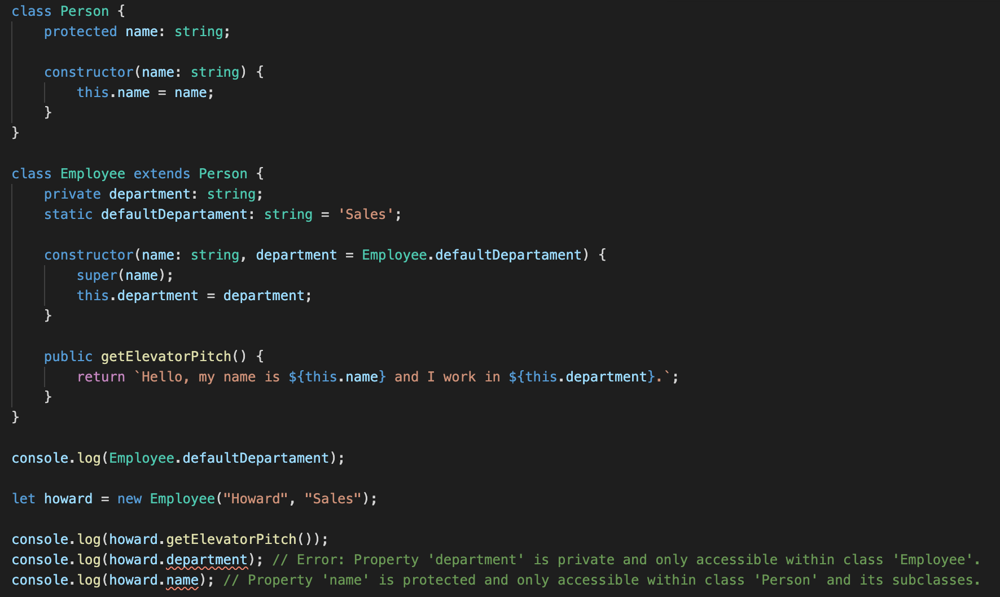 class Person {
    protected name: string;

    constructor(name: string) {
        this.name = name;
    }
}

class Employee extends Person {
    private department: string;
    static defaultDepartament: string = 'Sales';

    constructor(name: string, department = Employee.defaultDepartament) {
        super(name);
        this.department = department;
    }

    public getElevatorPitch() {
        return `Hello, my name is ${this.name} and I work in ${this.department}.`;
    }
}

console.log(Employee.defaultDepartament);

let howard = new Employee("Howard", "Sales");

console.log(howard.getElevatorPitch());
console.log(howard.department); // Error: Property 'department' is private and only accessible within class 'Employee'.
console.log(howard.name); // Property 'name' is protected and only accessible within class 'Person' and its subclasses.